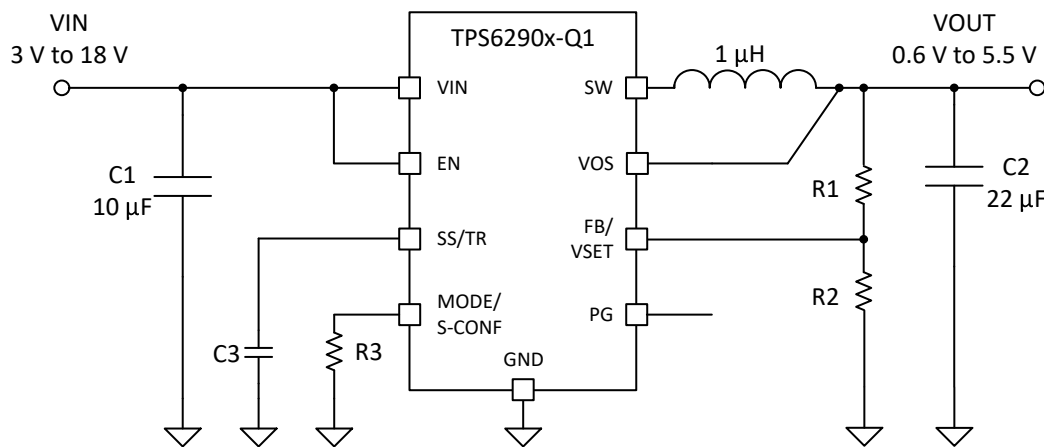 VIN
3 V to 18 V
TPS6290x-Q1
VOUT
0.6 V to 5.5 V
1 µH
VIN
SW
EN
VOS
C1
10 µF
R1
C2
22 µF
SS/TR
FB/
VSET
MODE/
S-CONF
R2
PG
C3
R3
GND